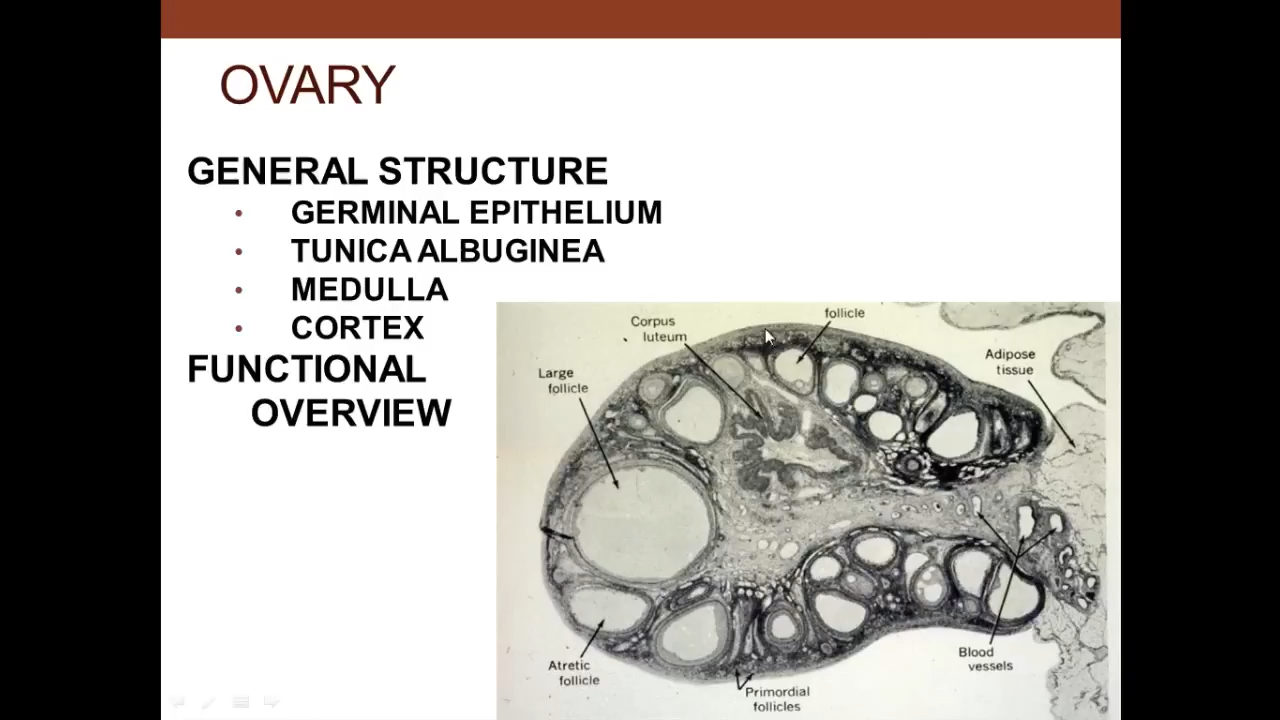 OVARY
GENERAL STRUCTURE
• GERMINAL EPITHELIUM
• TUNICA ALBUGINEA
• MEDULLA
• CORTEX
FUNCTIONAL
OVERVIEW
follicle
Corpus
luteum
Adipose
tissue
Large
follicle
Blood
vessels
Atretic
follicle
Primordial
follicles